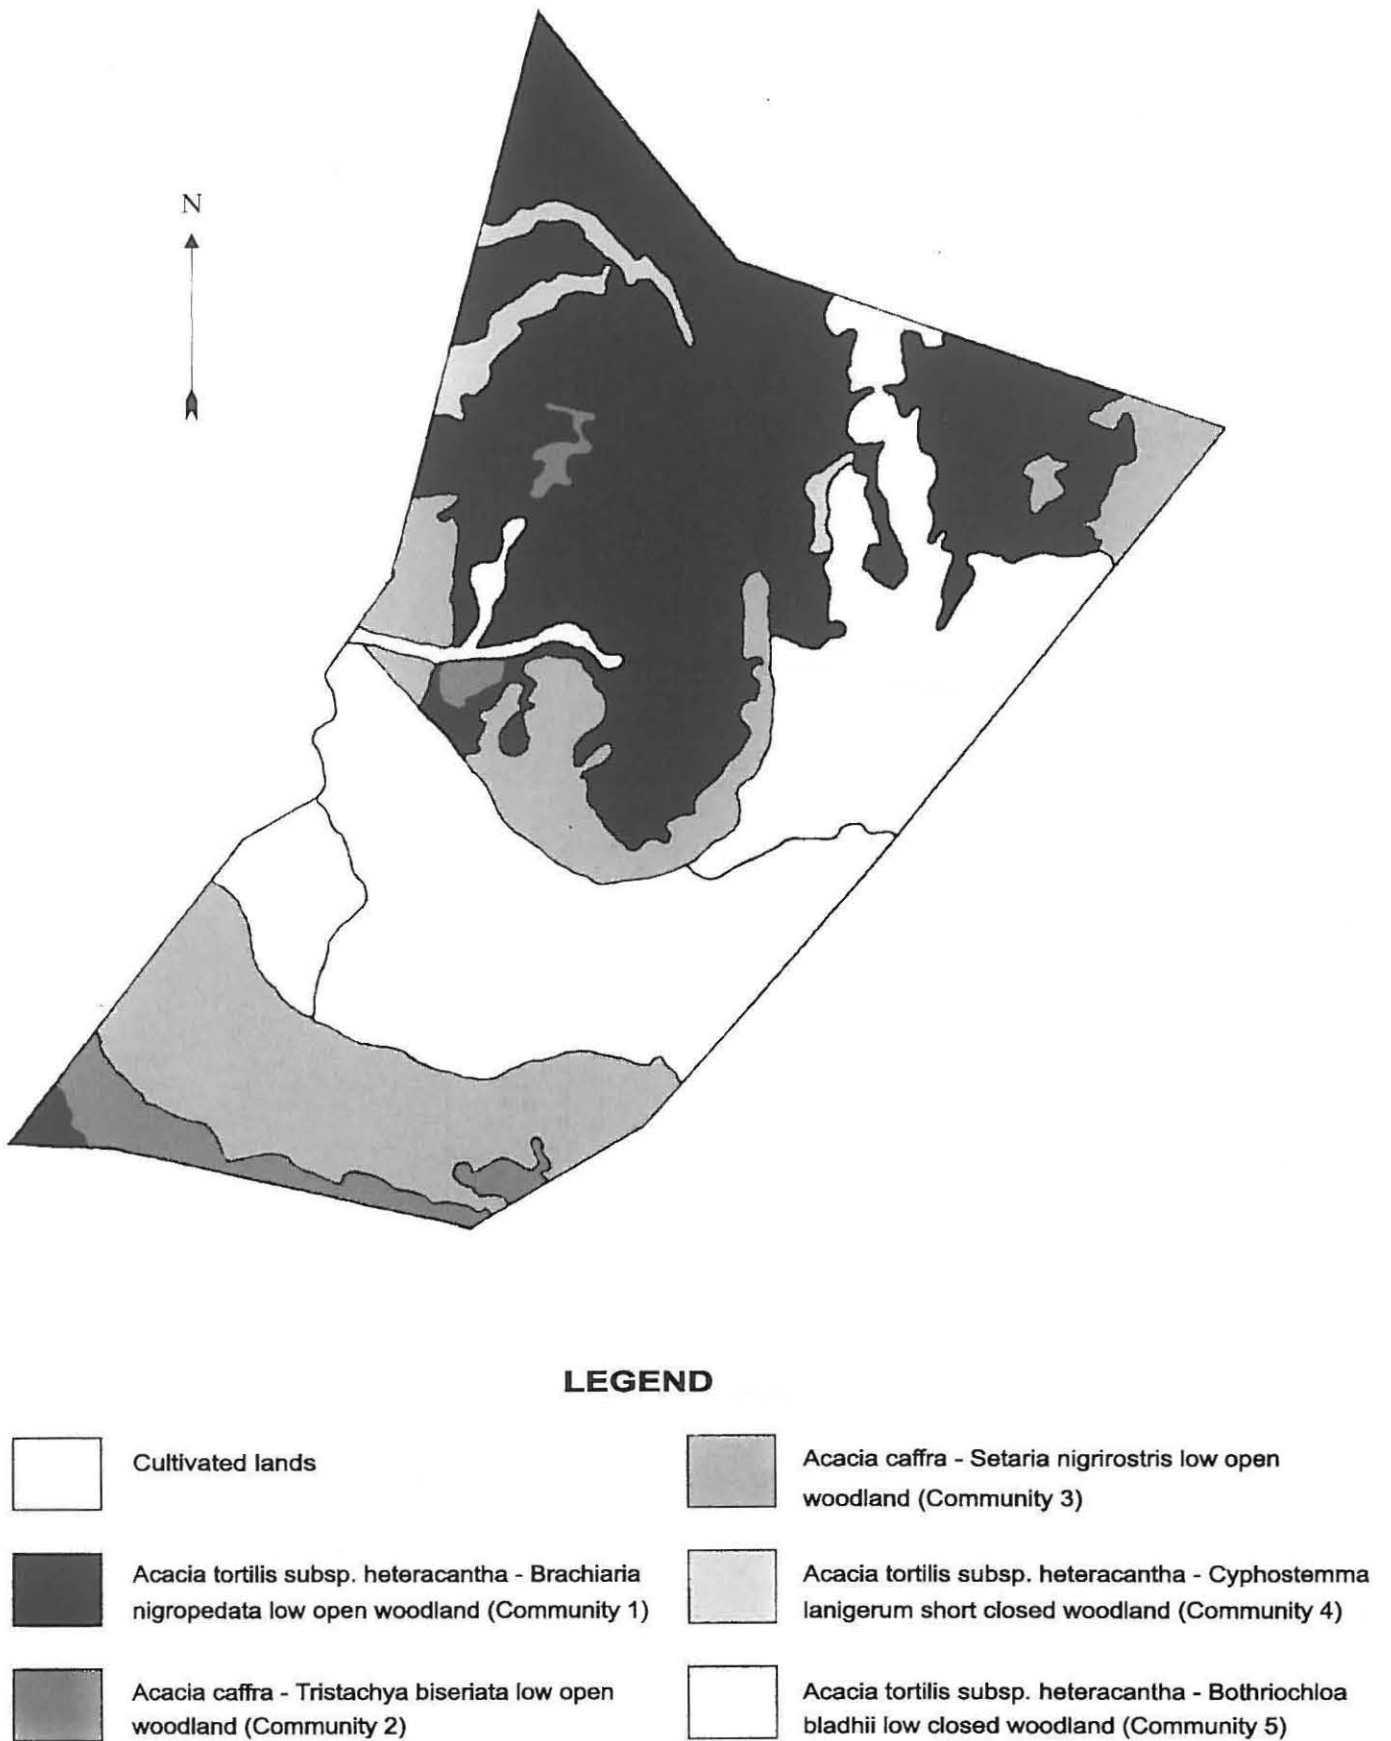 N
LEGEND
Cultivated lands
Acacia tortilis subsp. heteracantha - Brachiaria
nigropedata low open woodland (Community 1)
Acacia caffra - Tristachya biseriata low open
woodland (Community 2)
Acacia caffra - Setaria nigrirostris low open
woodland (Community 3)
Acacia tortilis subsp. heteracantha - Cyphostemma
lanigerum short closed woodland (Community 4)
Acacia tortilis subsp. heteracantha - Bothriochloa
bladhii low closed woodland (Community 5)